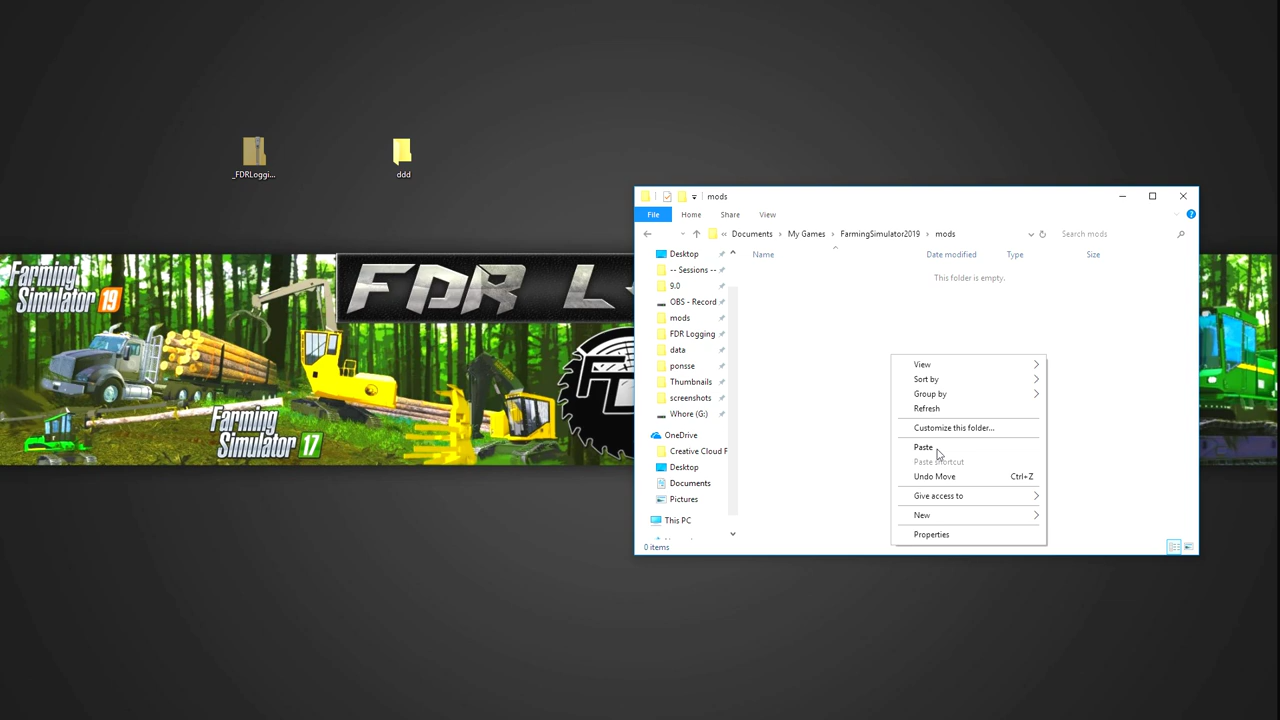 _FDRLoggi...
ddd
mods
File
Home
Share
View
« Documents > My Games > FarmingSimulator2019 > mods
Search mods
Name
Date modified
Type
Size
This folder is empty.
Desktop
-- Sessions --
9.0
OBS - Record
mods
FDR Logging
data
ponsse
Thumbnails
screenshots
Whore (G:)
OneDrive
Creative Cloud F
Desktop
Documents
Pictures
This PC
0 items
View
Sort by
Group by
Refresh
Customize this folder...
Paste
Paste shortcut
Undo Move Ctrl+Z
Give access to
New
Properties
Farming
Simulator 19
FDR L
Farming
Simulator 17